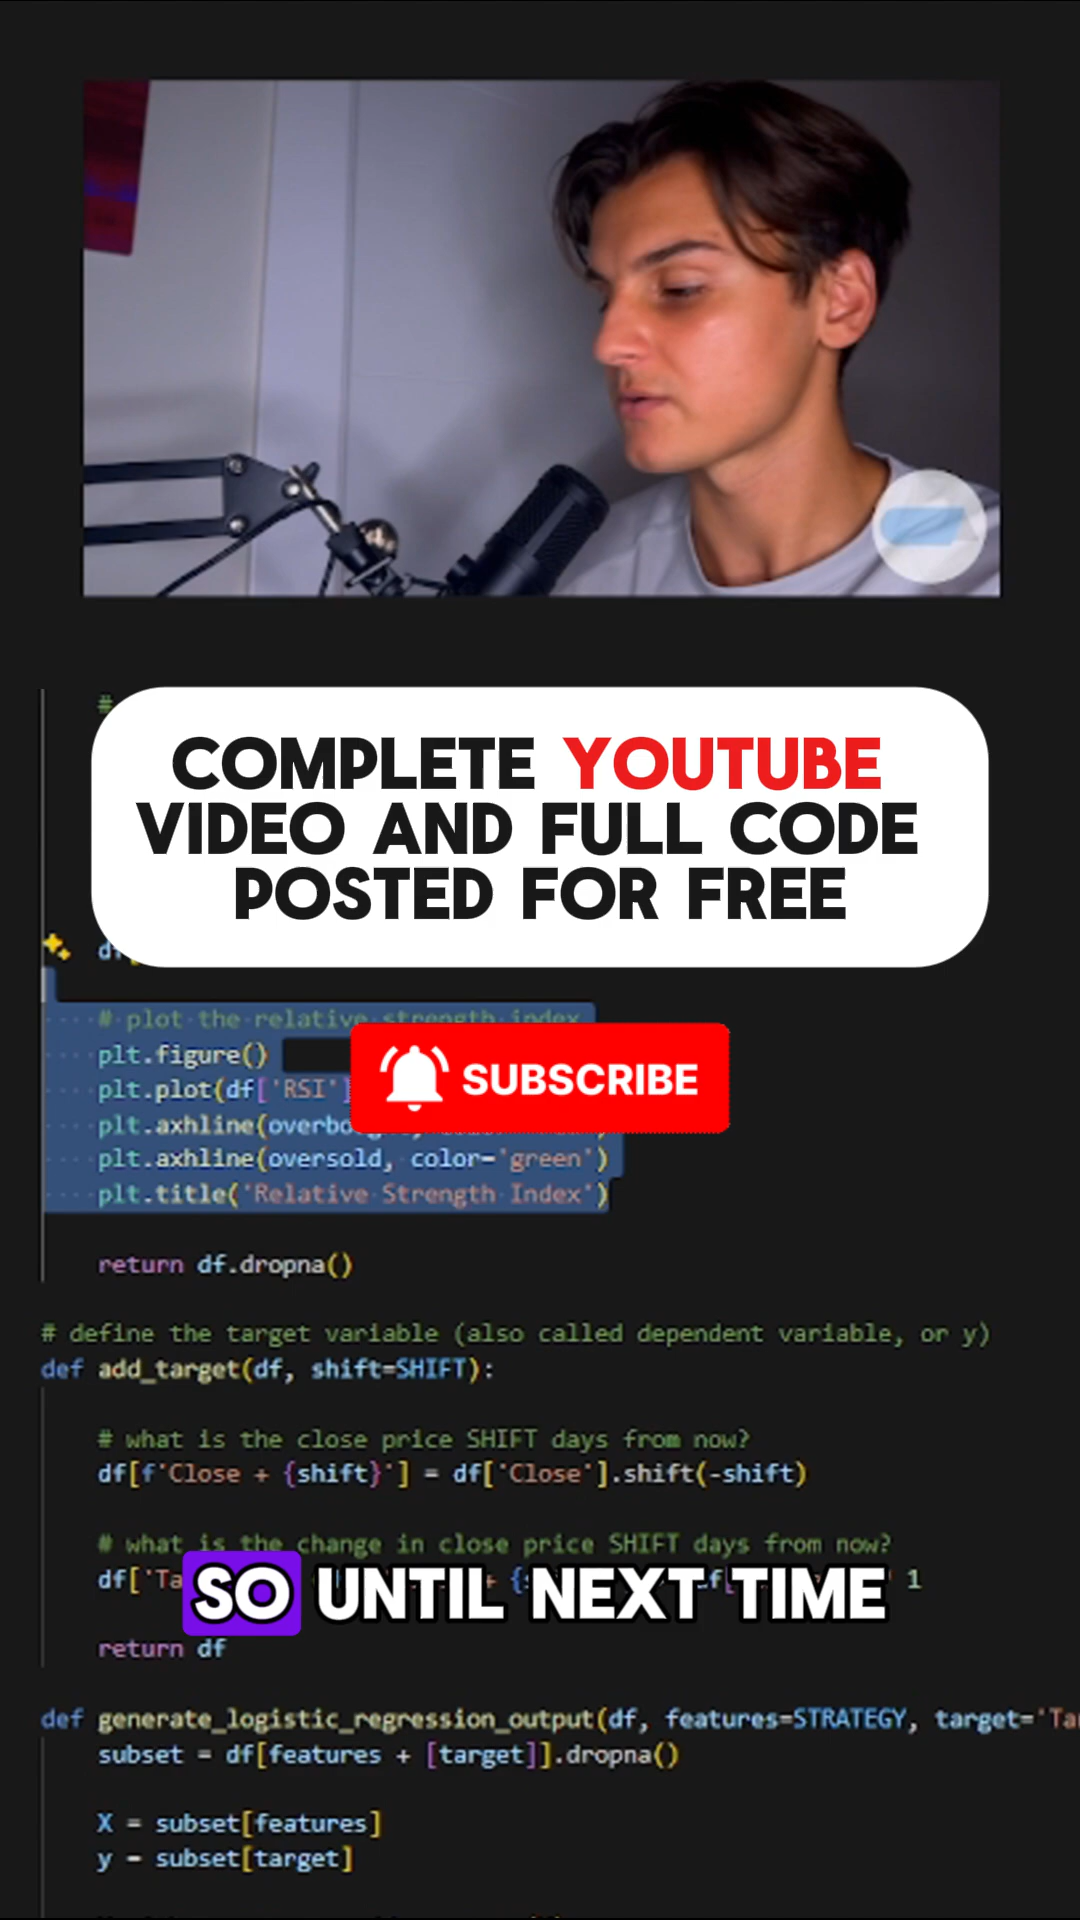 #
COMPLETE YOUTUBE
VIDEO AND FULL CODE
POSTED FOR FREE
df[
# plot the relative strength index
plt.figure()
plt.plot(df['RSI']
SUBSCRIBE
plt.axhline(
plt.axhline(oversold, color='green')
plt.title('Relative Strength Index')
return df.dropna()
# define the target variable (also called dependent variable, or y)
def add_target(df, shift=SHIFT):
# what is the close price SHIFT days from now?
df[f'Close + {shift}'] = df['Close'].shift(-shift)
# what is the change in close price SHIFT days from now?
df['Ta 1
SO UNTIL NEXT TIME
return df
def generate_logistic_regression_output(df, features=STRATEGY, target='Ta
subset = df[features + [target]].dropna()
X = subset[features]
y = subset[target]